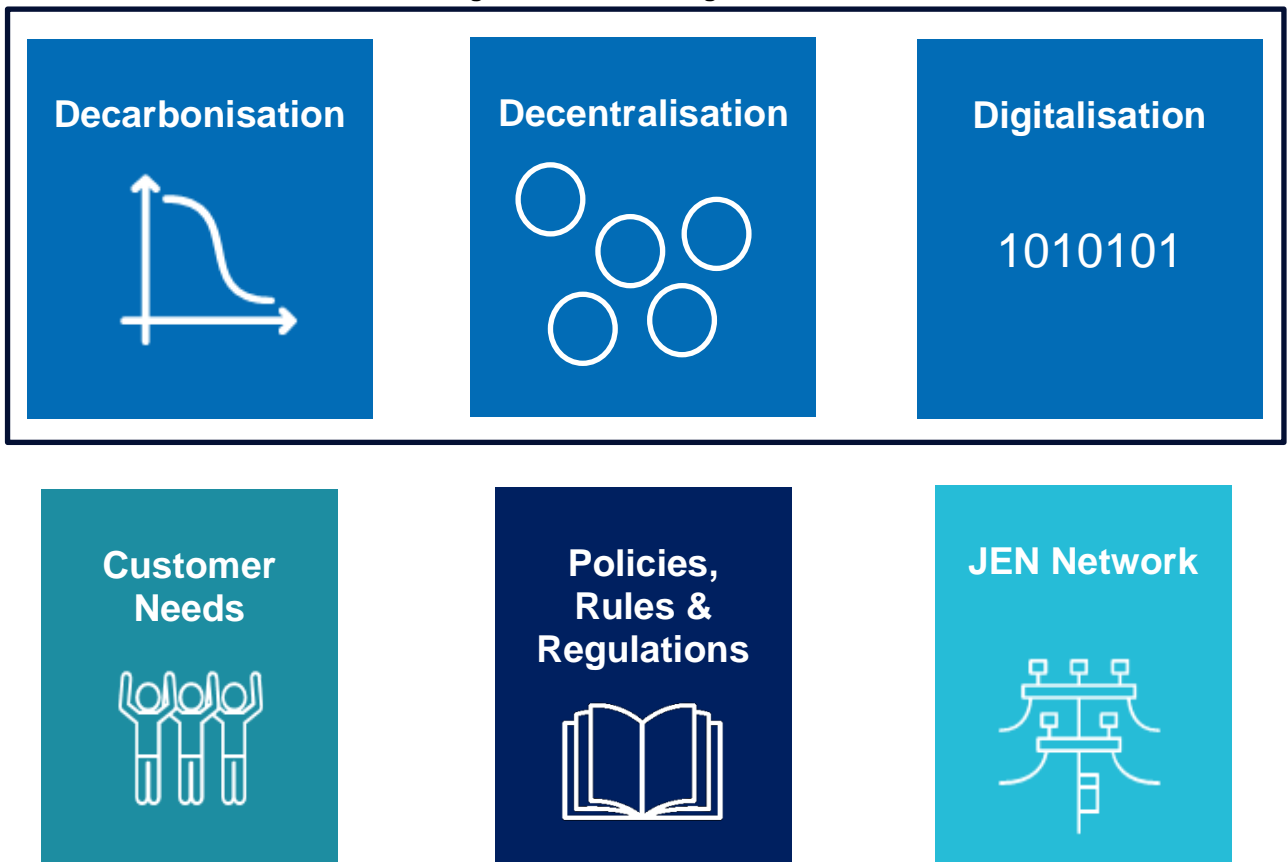 Decarbonisation
Decentralisation
Digitalisation
1010101
Customer
Needs
Policies,
Rules &
Regulations
JEN Network